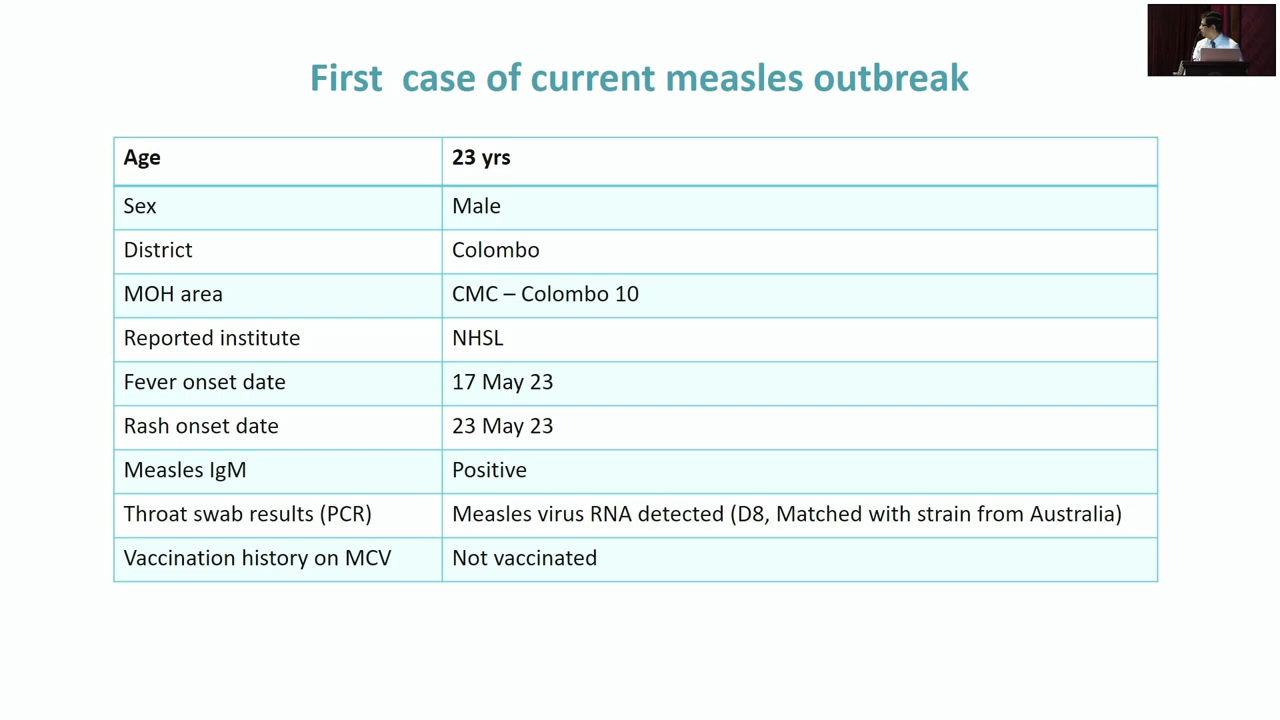 First case of current measles outbreak
Age 23 yrs
Sex Male
District Colombo
MOH area CMC – Colombo 10
Reported institute NHSL
Fever onset date 17 May 23
Rash onset date 23 May 23
Measles IgM Positive
Throat swab results (PCR) Measles virus RNA detected (D8, Matched with strain from Australia)
Vaccination history on MCV Not vaccinated